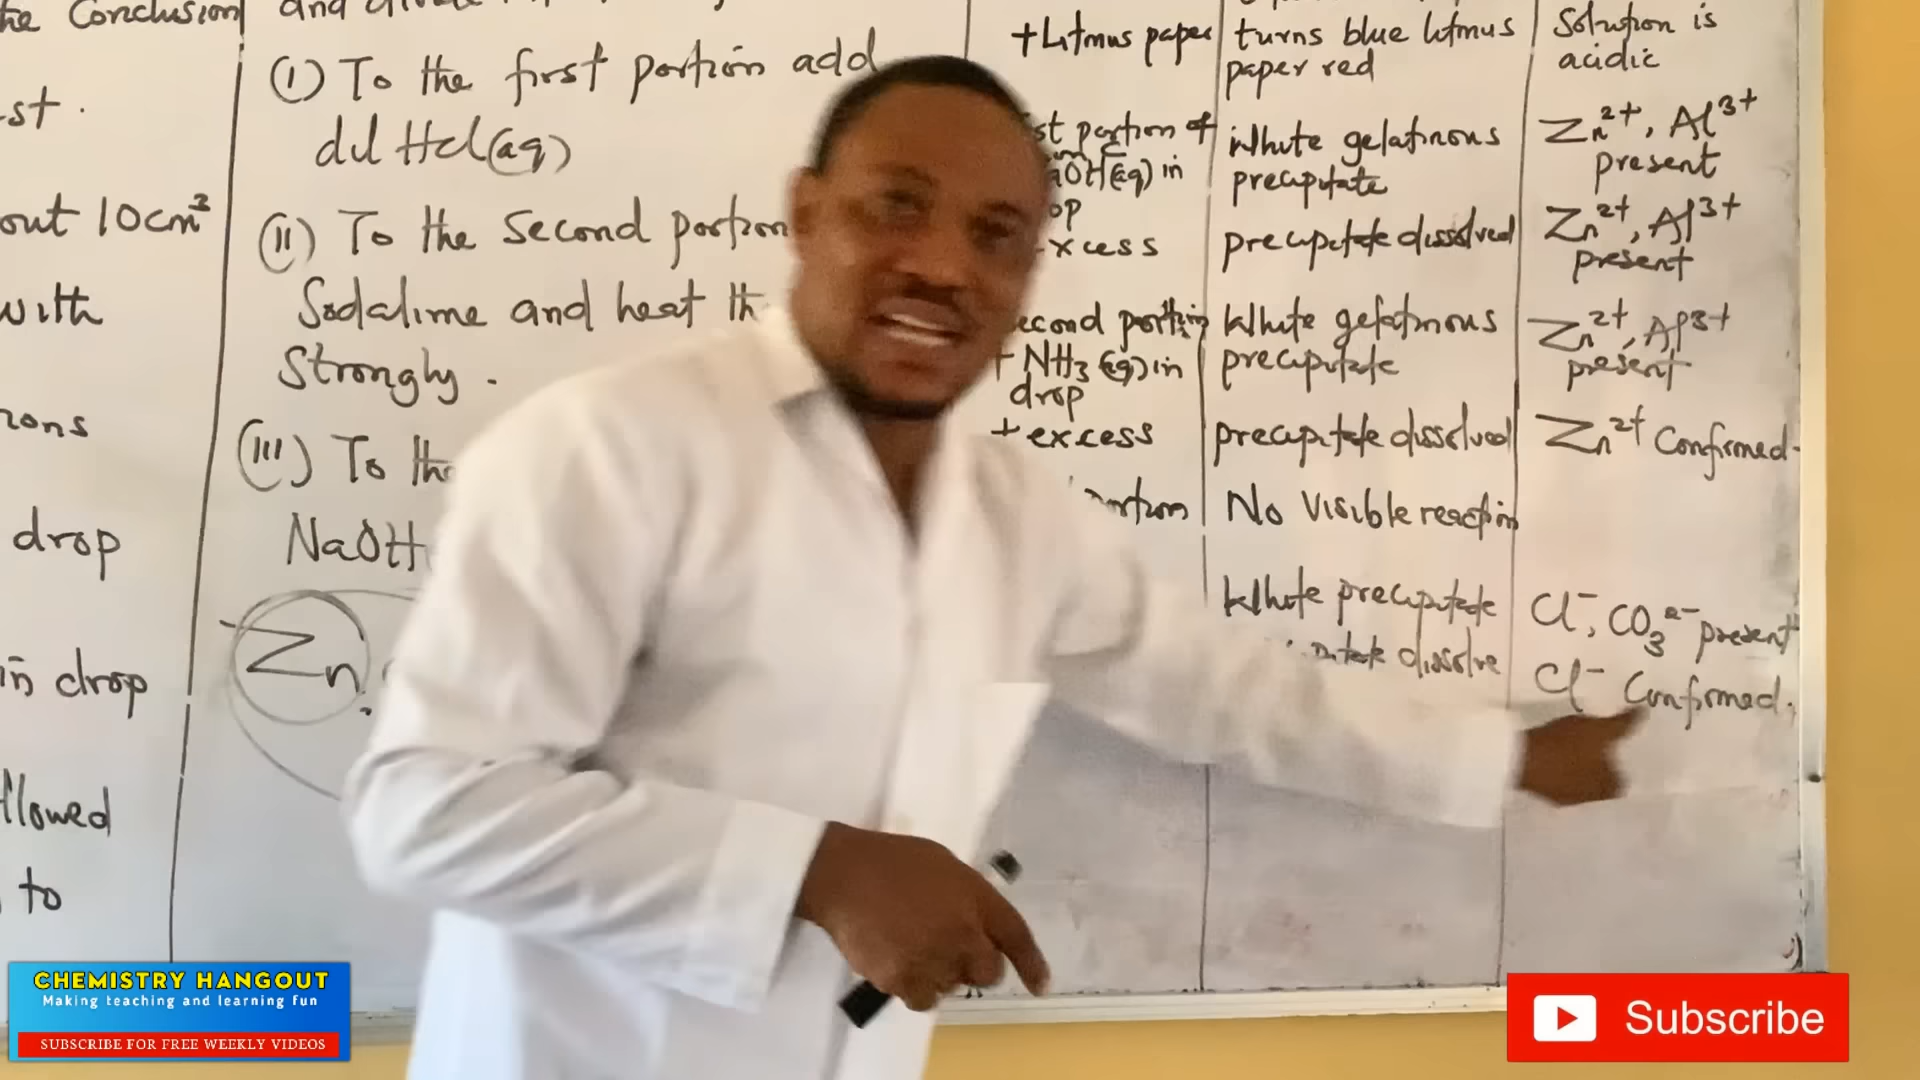 he Conclusion and
st.
out 10cm³
with
rons
drop
in drop
llowed
to
(I) To the first portion add
dil HCl(aq)
(II) To the second portion
Sodalime and heat th
Strongly.
(III) To the
NaOH
Zn
+Litmus paper
st portion of
aOH(aq) in
op
excess
econd portion
+ NH₃(aq) in
drop
+ excess
ortion
turns blue litmus
paper red
White gelatinous
precipitate
precipitate dissolved
White gelatinous
precipitate
precipitate dissolved
No Visible reaction
White precipitate
dissolve
Solution is
acidic
Zn²⁺, Al³⁺
present
Zn²⁺, Al³⁺
present
Zn²⁺, Al³⁺
present
Zn²⁺ Confirmed.
Cl⁻, CO₃²⁻ present
Cl⁻ Confirmed.
CHEMISTRY HANGOUT
Making teaching and learning fun
SUBSCRIBE FOR FREE WEEKLY VIDEOS
Subscribe